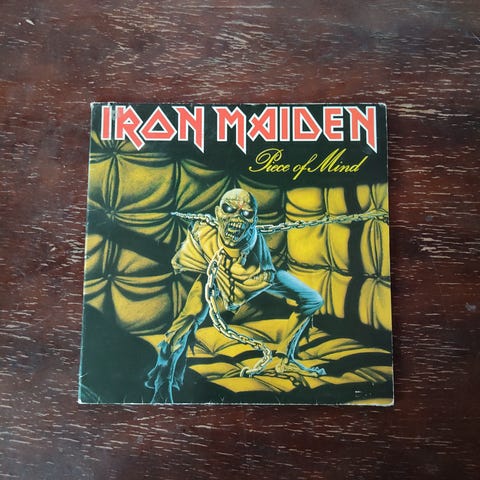 IRON MAIDEN
Piece of Mind